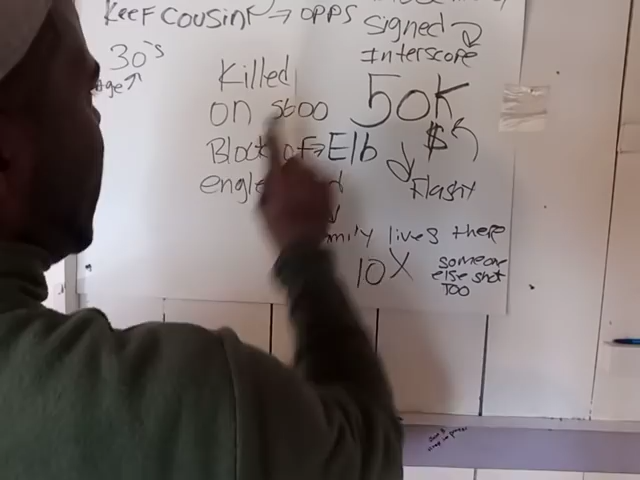 Keef cousin → opps
Signed
Interscope
30's
Age
Killed
on 5600
Block of → Elb
engle
50K
$
Flashy
mily lives there
10X
someone
else shot
TOO